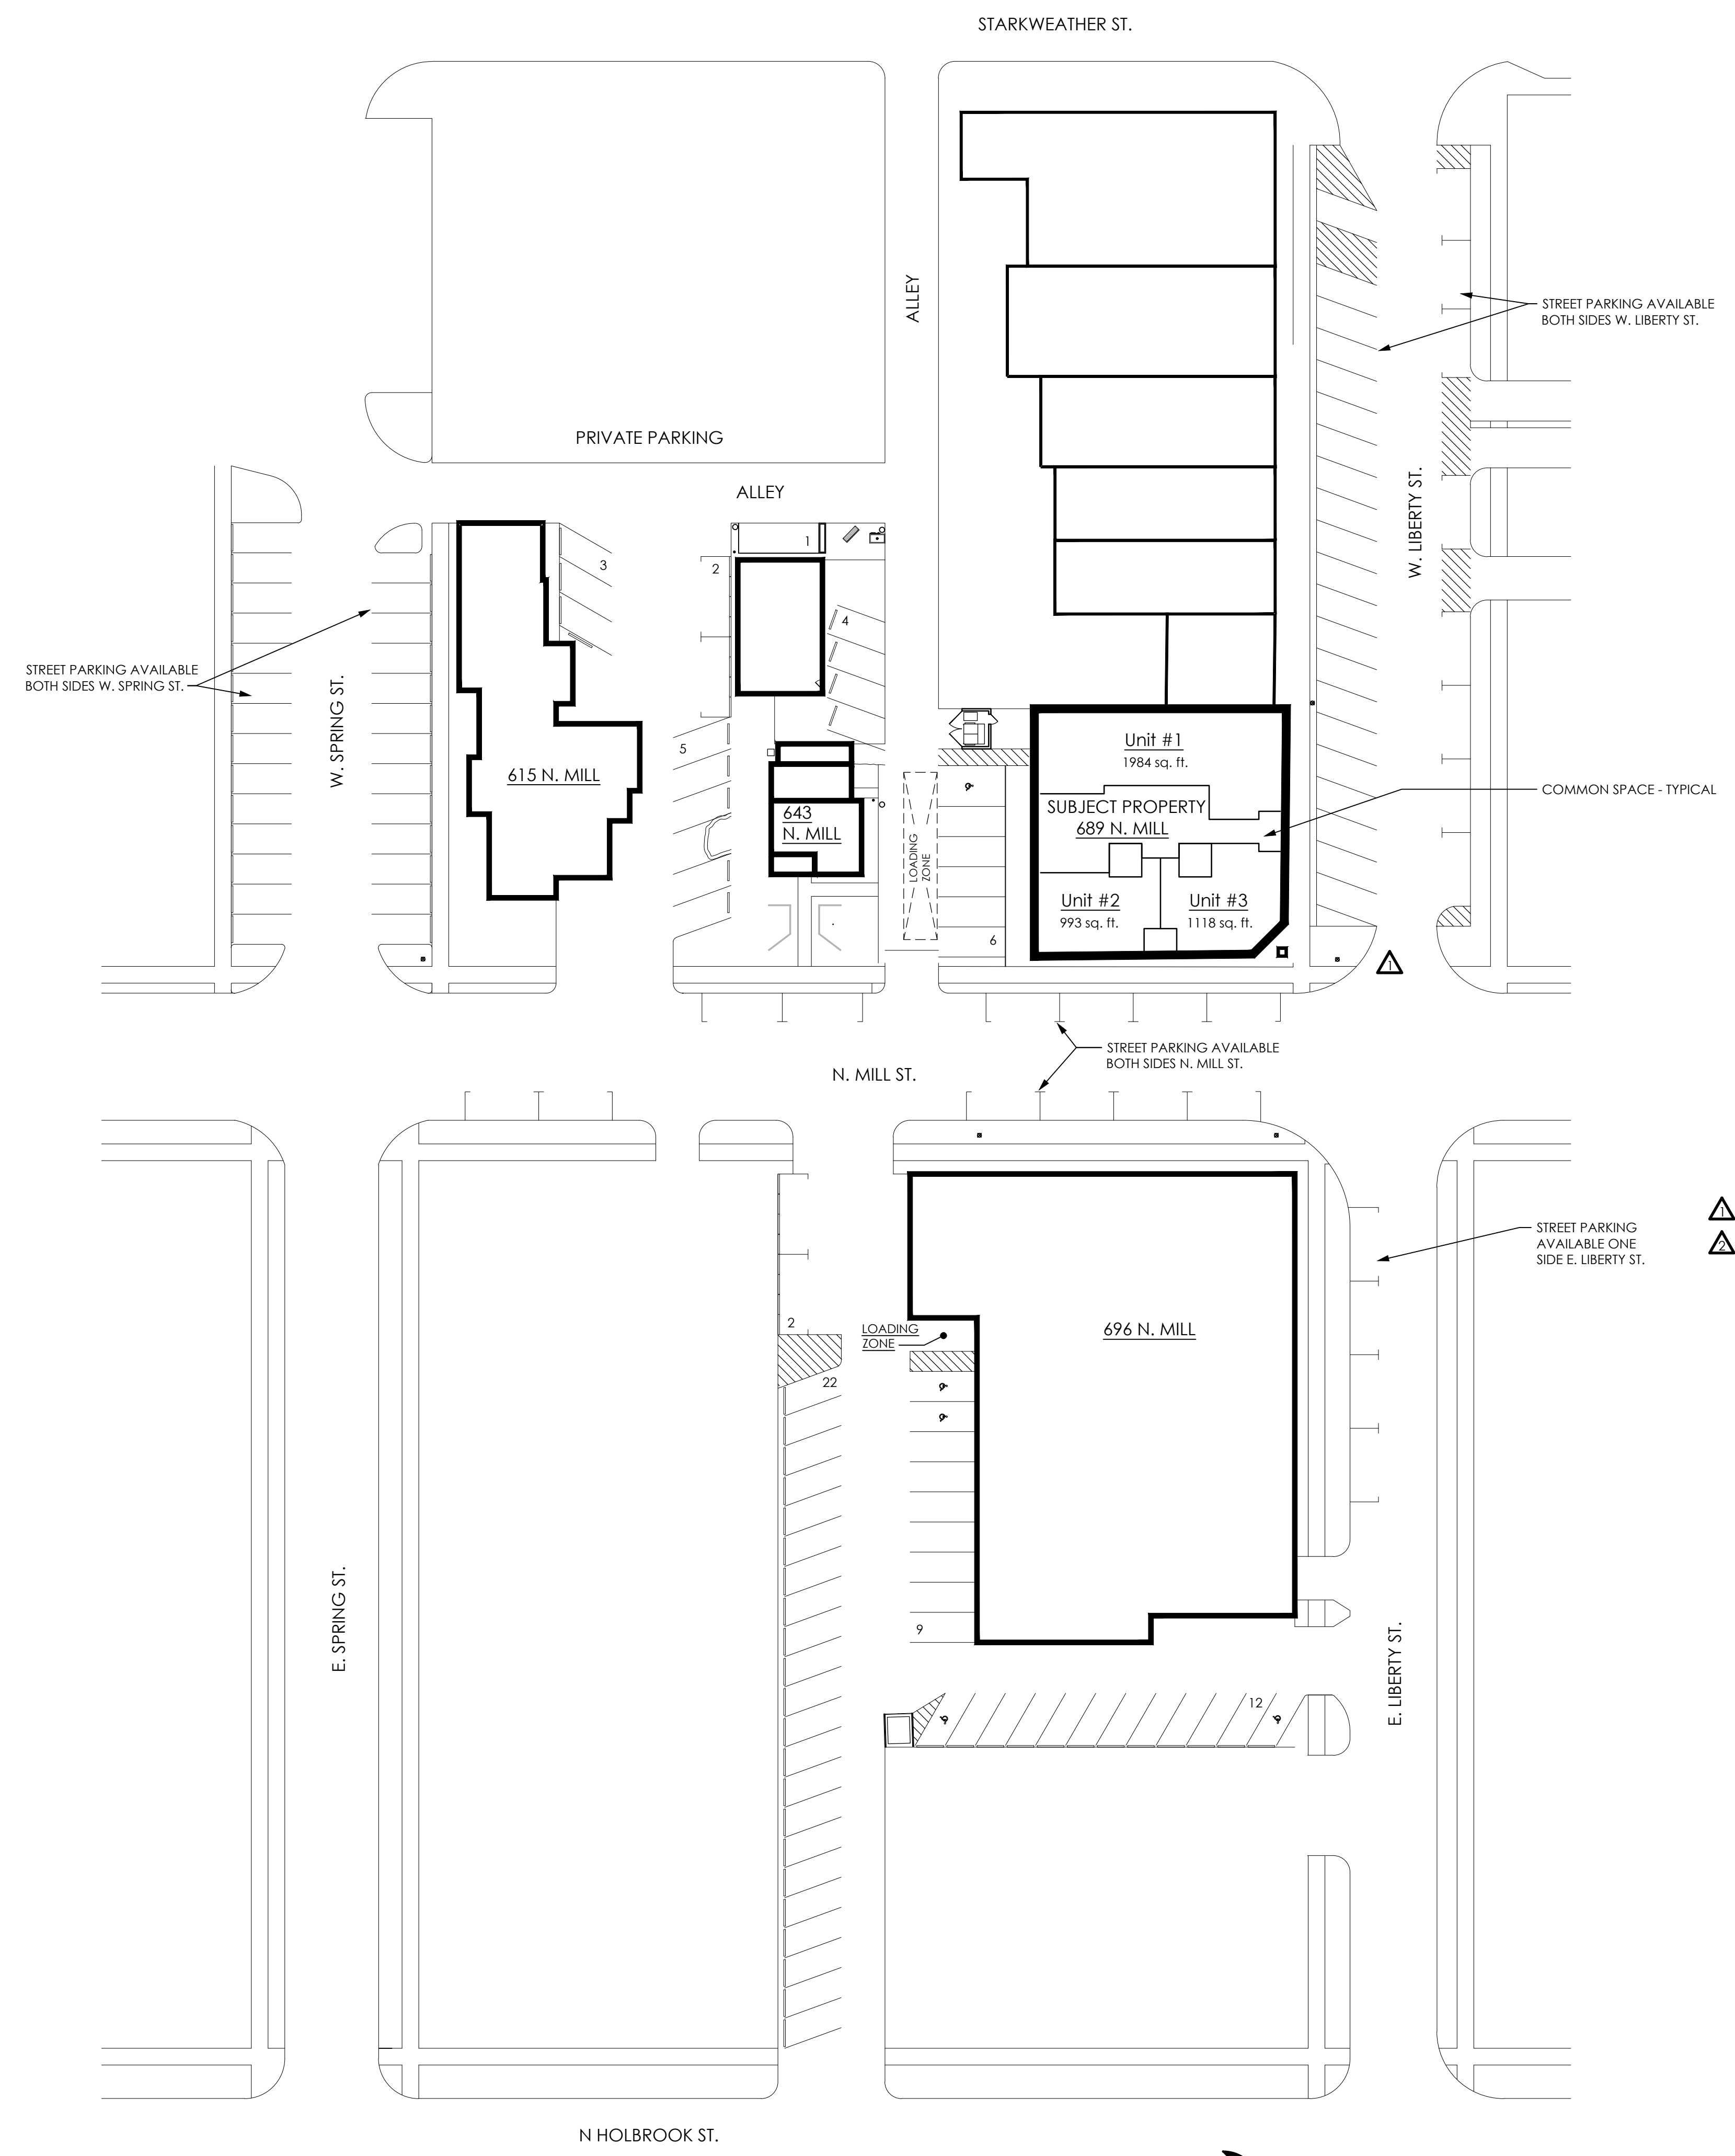 STARKWEATHER ST.
ALLEY
STREET PARKING AVAILABLE
BOTH SIDES W. LIBERTY ST.
PRIVATE PARKING
ALLEY
W. LIBERTY ST.
1
2
3
4
STREET PARKING AVAILABLE
BOTH SIDES W. SPRING ST.
W. SPRING ST.
5
615 N. MILL
643
N. MILL
LOADING
ZONE
6
Unit #1
1984 sq. ft.
COMMON SPACE - TYPICAL
SUBJECT PROPERTY
689 N. MILL
Unit #2
993 sq. ft.
Unit #3
1118 sq. ft.
1
STREET PARKING AVAILABLE
BOTH SIDES N. MILL ST.
N. MILL ST.
1
2
STREET PARKING
AVAILABLE ONE
SIDE E. LIBERTY ST.
2
LOADING
ZONE
696 N. MILL
22
E. SPRING ST.
9
E. LIBERTY ST.
12
N HOLBROOK ST.